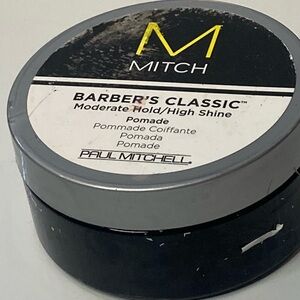 M
MITCH
BARBER'S CLASSIC™
Moderate Hold/High Shine
Pomade
Pommade Coiffante
Pomada
Pomade
PAUL MITCHELL